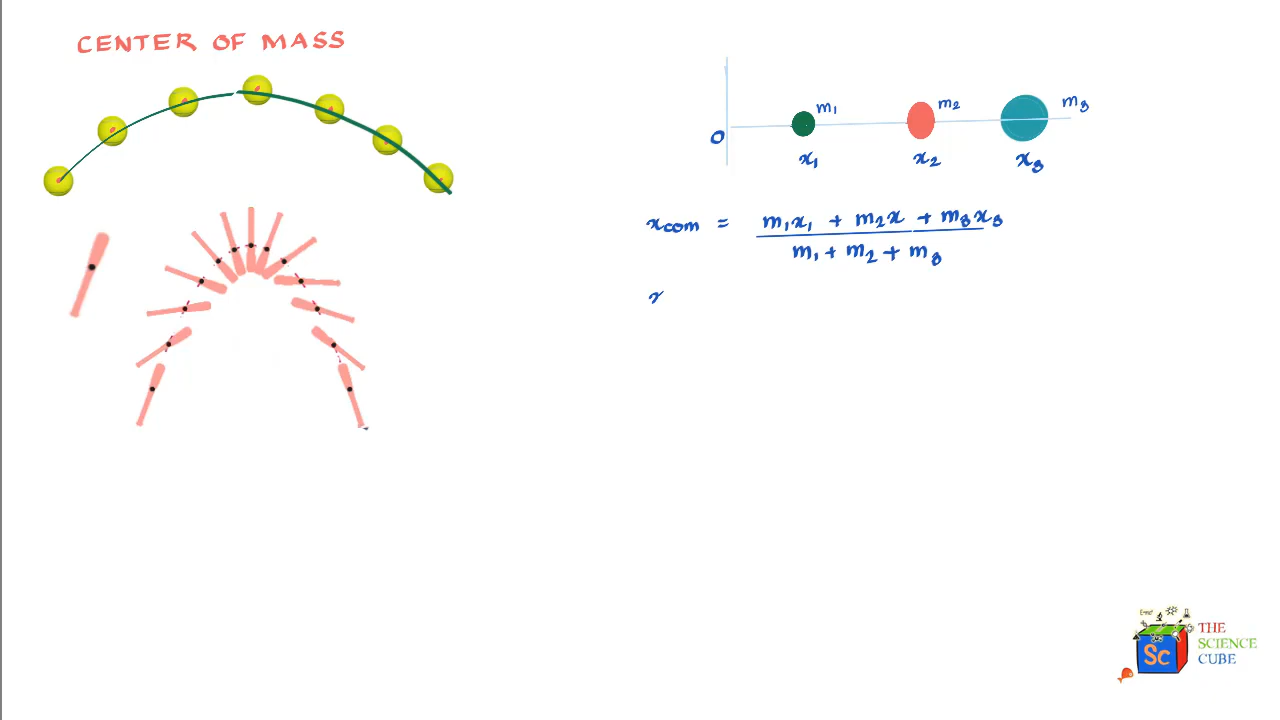 CENTER OF MASS
m₁ m₂ m₃
O
x₁ x₂ x₃
x_com = (m₁x₁ + m₂x + m₃x₃) / (m₁ + m₂ + m₃)
x
E=mc²
Sc
THE
SCIENCE
CUBE